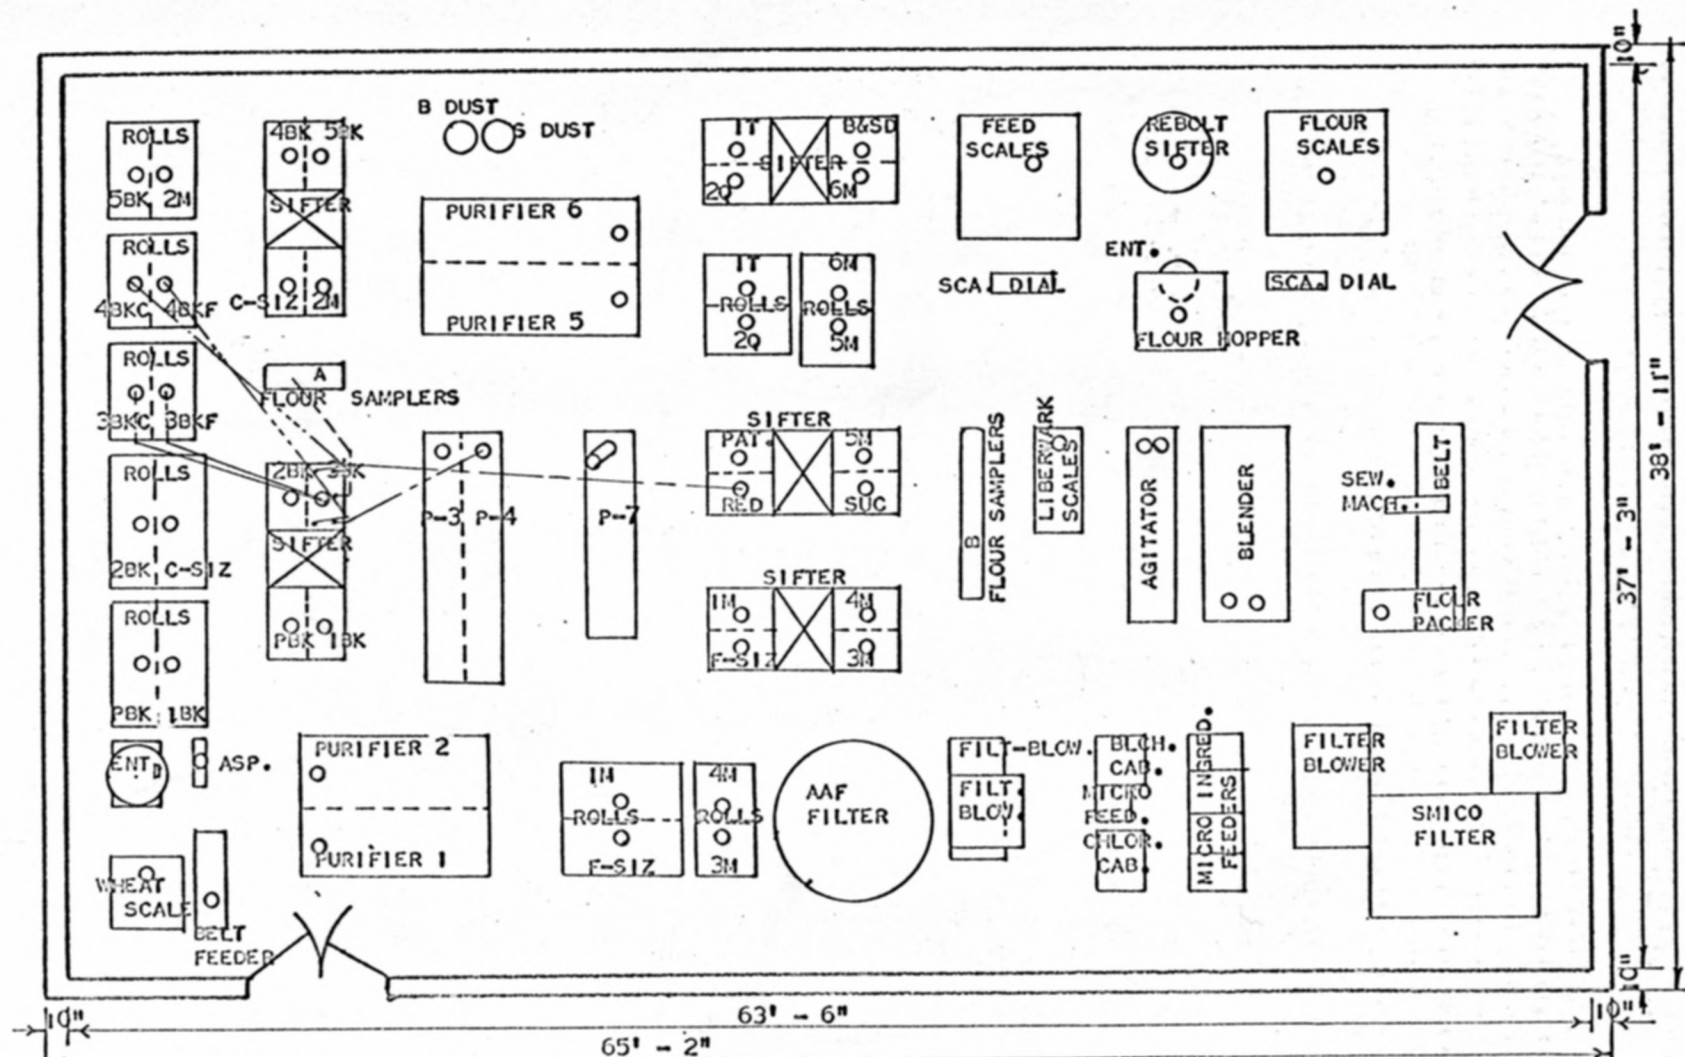 10"
B DUST
S DUST
ROLLS
5BK 2M
4BK 5BK
SIFTER
C-SIZ 2M
PURIFIER 6
PURIFIER 5
1T
B&SD
SIFTER
2Q
6M
FEED
SCALES
REBOLT
SIFTER
FLOUR
SCALES
ROLLS
4BKC 4BKF
1T
ROLLS
2Q
6M
ROLLS
5M
SCA. DIAL
ENT.
FLOUR HOPPER
SCA. DIAL
38' - 11"
37' - 3"
ROLLS
3BKC 3BKF
A
FLOUR SAMPLERS
ROLLS
2BK C-SIZ
2BK 3BK
SIFTER
PBK 1BK
P-3 P-4
P-7
SIFTER
PAT.
5M
RED
SUC
B
FLOUR SAMPLERS
LIBERWARK
SCALES
AGITATOR
BLENDER
SEW.
MACH.
BELT
FLOUR
PACKER
ROLLS
PBK 1BK
SIFTER
1M
4M
F-SIZ
3M
ENT.
ASP.
PURIFIER 2
PURIFIER 1
1M
ROLLS
F-SIZ
4M
ROLLS
3M
AAF
FILTER
FILT-BLOW.
FILT.
BLOW.
BLCH.
CAB.
MICRO
FEED.
CHLOR.
CAB.
MICRO INGRED.
FEEDERS
FILTER
BLOWER
FILTER
BLOWER
SMICO
FILTER
WHEAT
SCALE
BELT
FEEDER
10"
10"
63' - 6"
10"
65' - 2"